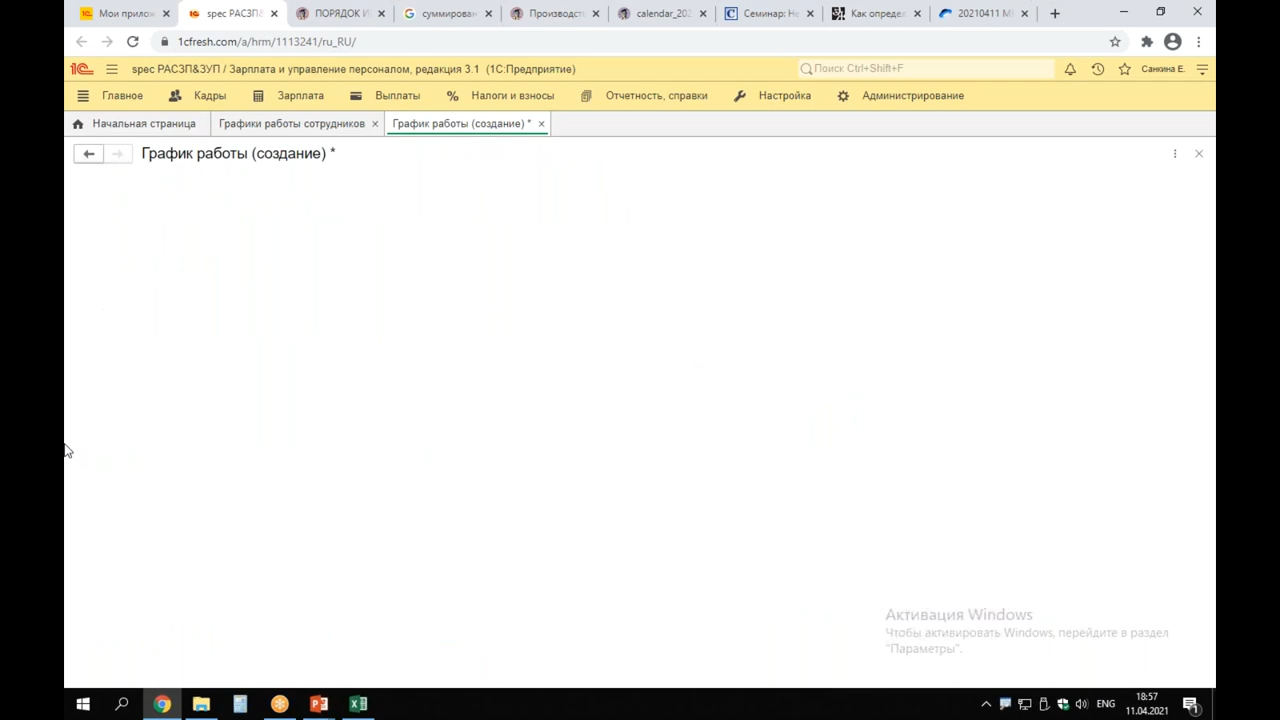 Мои прилож
spec РАСЗП&ЗУП
ПОРЯДОК И
суммирован
Производст
calendar_202
Семинар: Не
Как определ
20210411 М
1cfresh.com/a/hrm/1113241/ru_RU/
spec РАСЗП&ЗУП / Зарплата и управление персоналом, редакция 3.1 (1С:Предприятие)
Поиск Ctrl+Shift+F
Санкина Е.
Главное
Кадры
Зарплата
Выплаты
Налоги и взносы
Отчетность, справки
Настройка
Администрирование
Начальная страница
Графики работы сотрудников
График работы (создание) *
График работы (создание) *
Активация Windows
Чтобы активировать Windows, перейдите в раздел
"Параметры".
ENG
18:57
11.04.2021